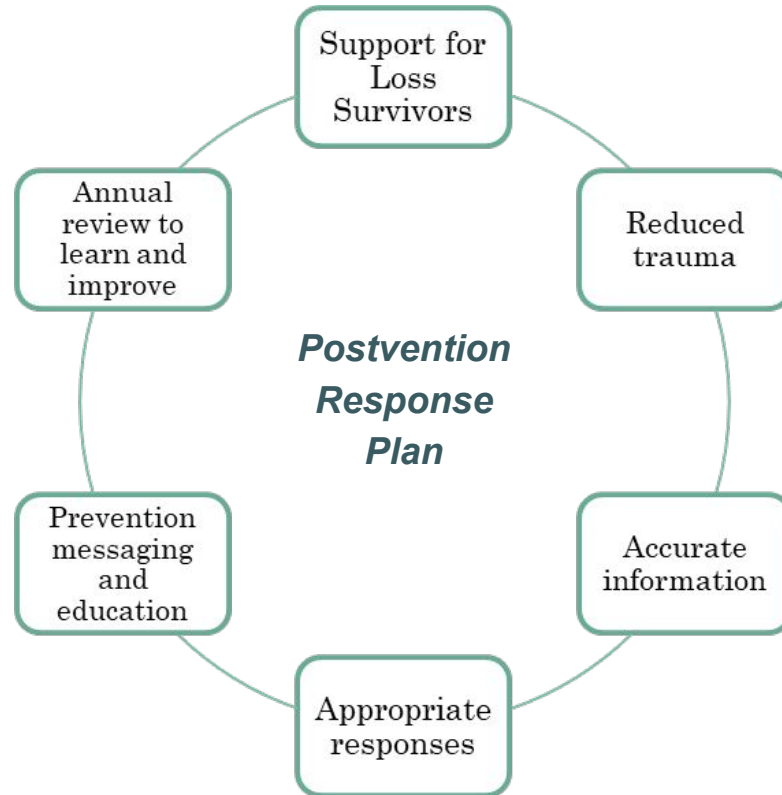 Support for
Loss
Survivors
Reduced
trauma
Accurate
information
Appropriate
responses
Prevention
messaging
and
education
Annual
review to
learn and
improve
Postvention
Response
Plan